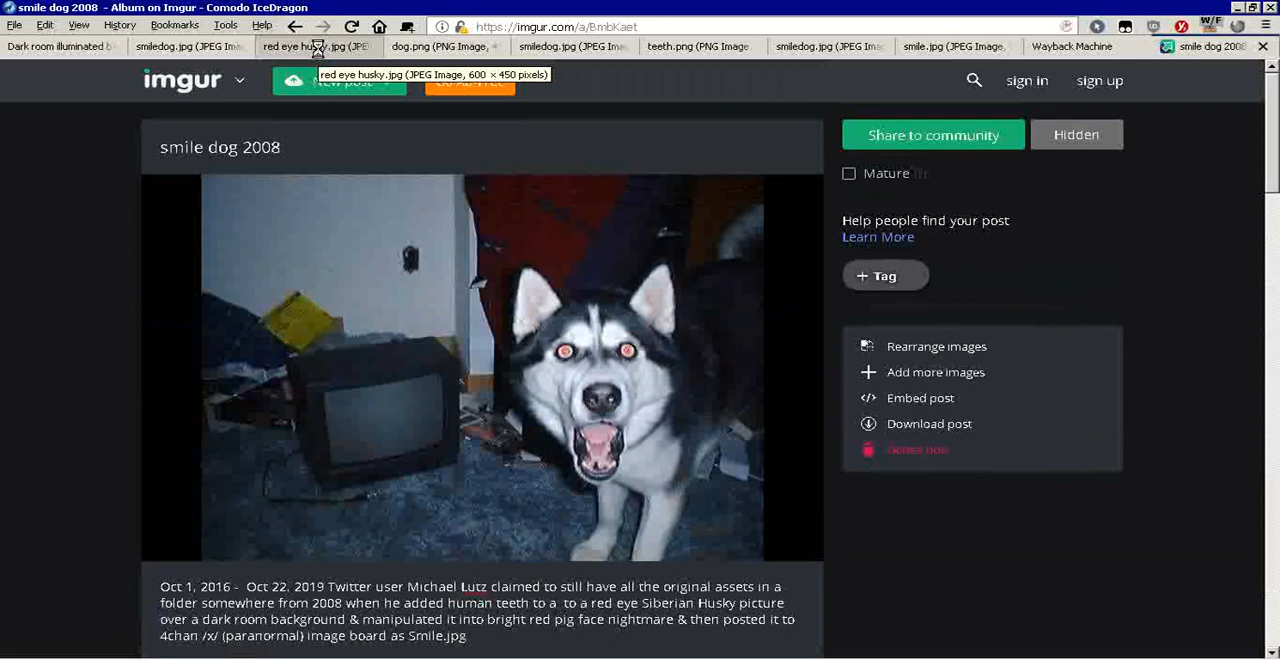 smile dog 2008 - Album on Imgur - Comodo IceDragon
File Edit View History Bookmarks Tools Help
https://imgur.com/a/BmbKaet
W/F
Dark room illuminated b
smiledog.jpg (JPEG Ima
red eye husky.jpg (JPE
dog.png (PNG Image,
smiledog.jpg (JPEG Ima
teeth.png (PNG Image
smiledog.jpg (JPEG Ima
smile.jpg (JPEG Image,
Wayback Machine
smile dog 2008
red eye husky.jpg (JPEG Image, 600 × 450 pixels)
imgur
New post
sign in
sign up
smile dog 2008
Share to community
Hidden
Mature
Help people find your post
Learn More
+ Tag
Rearrange images
Add more images
Embed post
Download post
Delete post
Oct 1, 2016 - Oct 22, 2019 Twitter user Michael Lutz claimed to still have all the original assets in a
folder somewhere from 2008 when he added human teeth to a to a red eye Siberian Husky picture
over a dark room background & manipulated it into bright red pig face nightmare & then posted it to
4chan /x/ (paranormal) image board as Smile.jpg